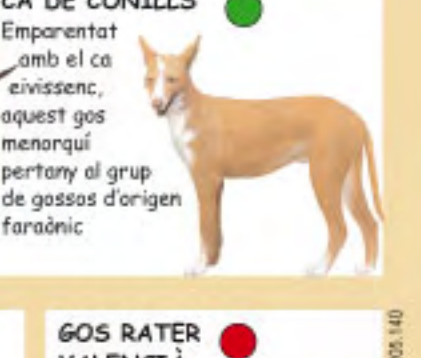 CA DE CONILLS
Emparentat
amb el ca
eivissenc,
aquest gos
menorquí
pertany al grup
de gossos d'origen
faraònic
GOS RATER
VALENCIÀ
05.140